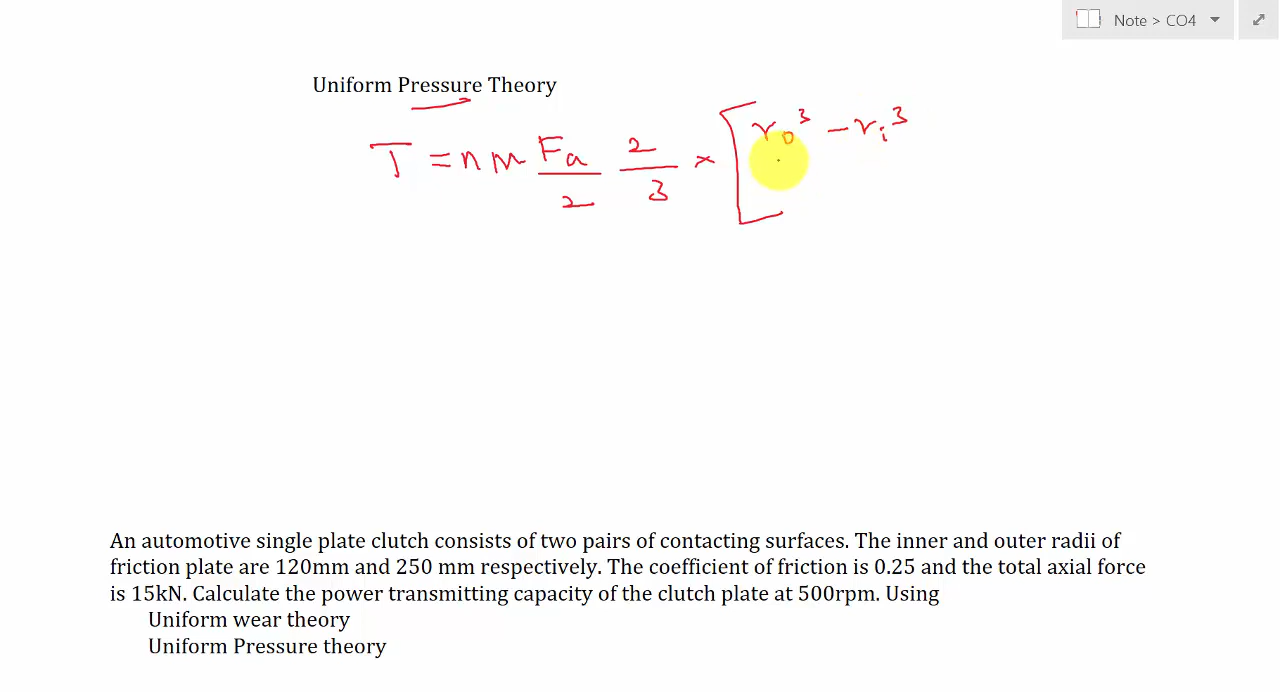 Note > CO4
Uniform Pressure Theory
T = n μ Fa/2 2/3 × [ro³ - ri³
An automotive single plate clutch consists of two pairs of contacting surfaces. The inner and outer radii of
friction plate are 120mm and 250 mm respectively. The coefficient of friction is 0.25 and the total axial force
is 15kN. Calculate the power transmitting capacity of the clutch plate at 500rpm. Using
Uniform wear theory
Uniform Pressure theory